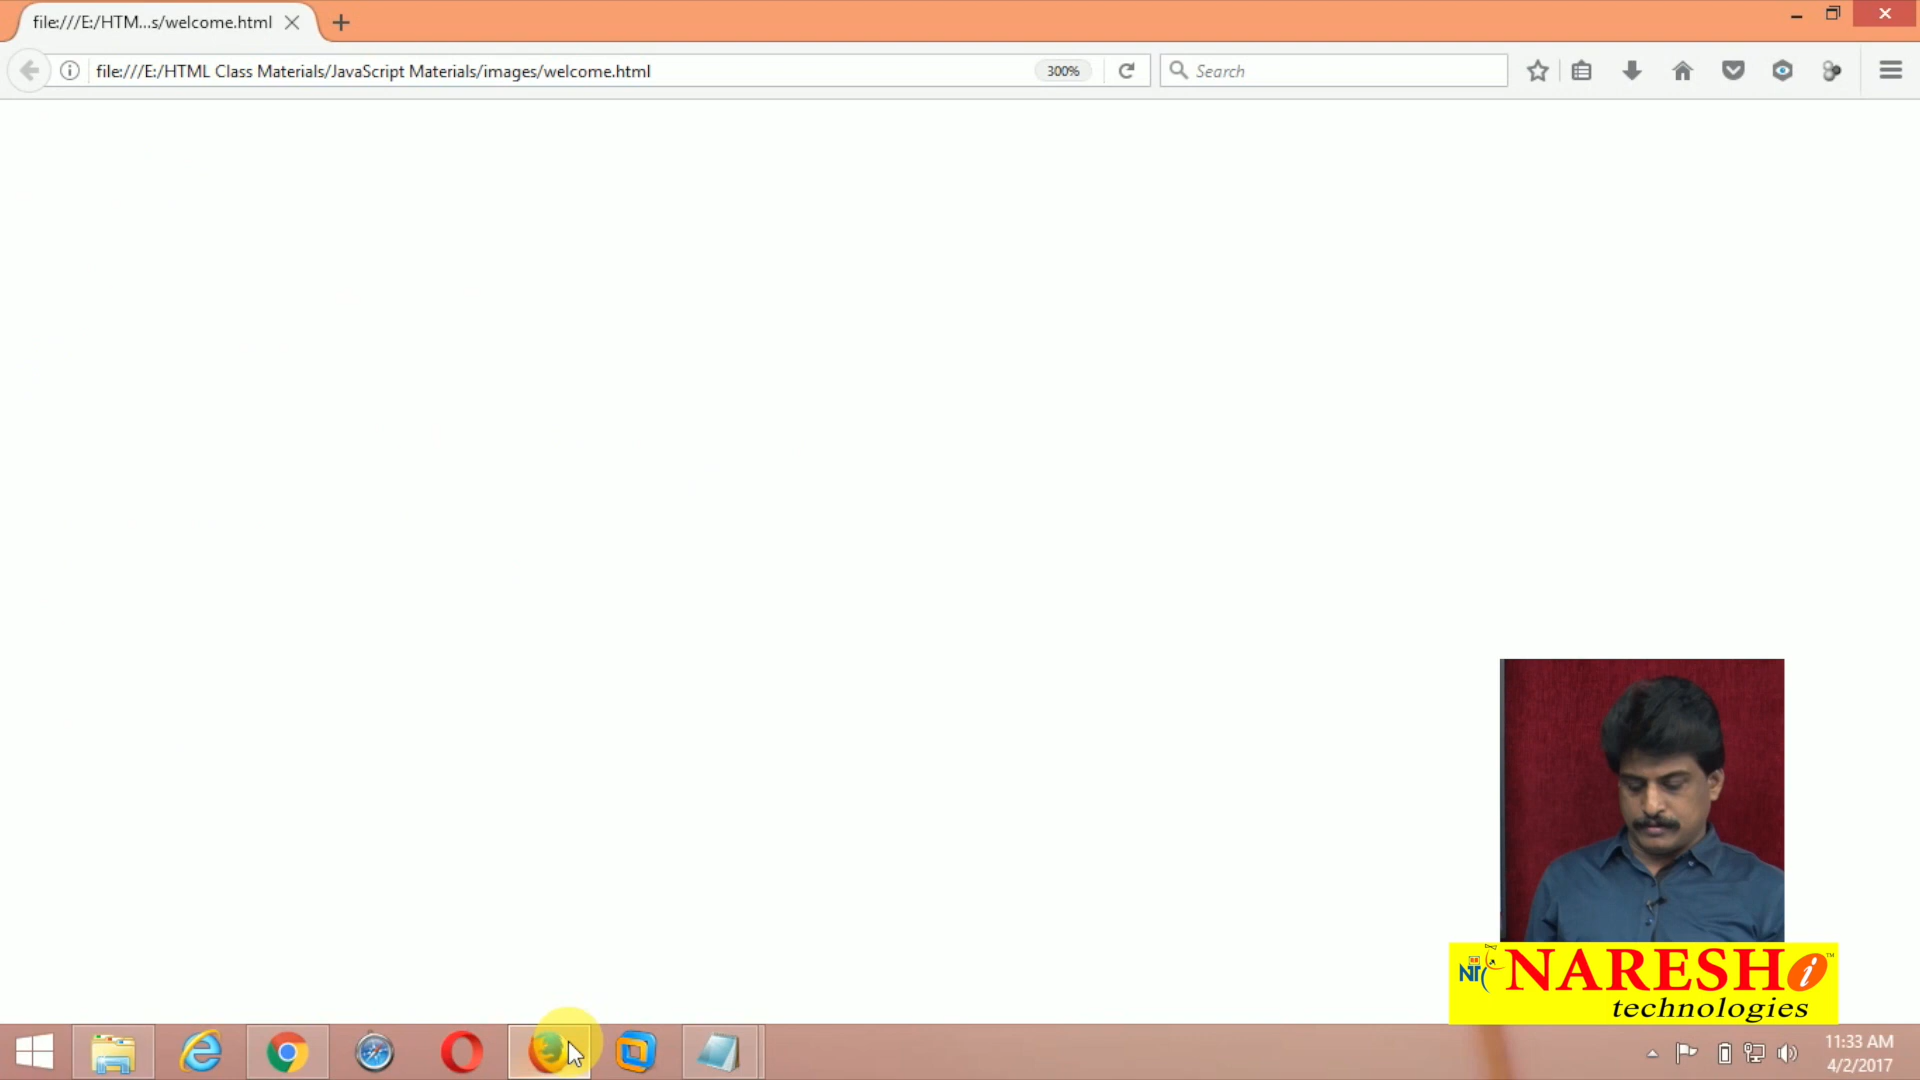 file:///E:/HTM...s/welcome.html
file:///E:/HTML Class Materials/JavaScript Materials/images/welcome.html
300%
Search
NARESH i
technologies
11:33 AM
4/2/2017